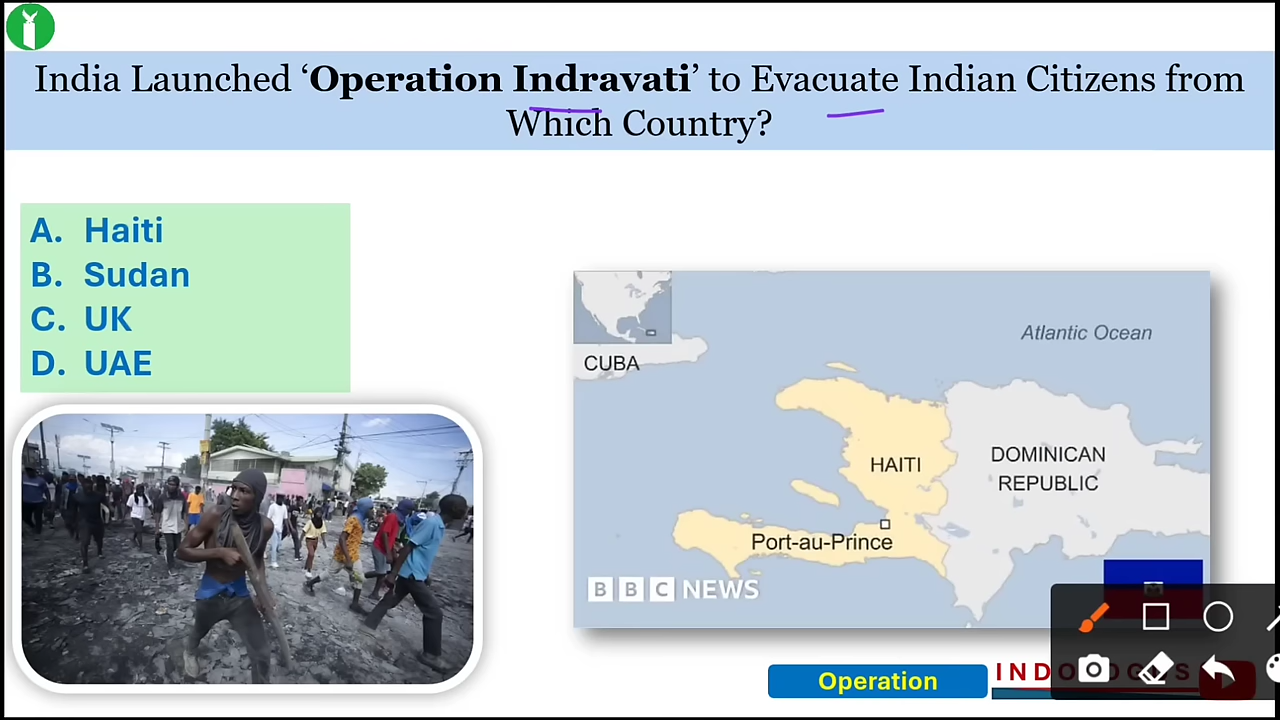 India Launched ‘Operation Indravati’ to Evacuate Indian Citizens from
Which Country?
A. Haiti
B. Sudan
C. UK
D. UAE
Atlantic Ocean
CUBA
HAITI
DOMINICAN
REPUBLIC
Port-au-Prince
BBC NEWS
Operation